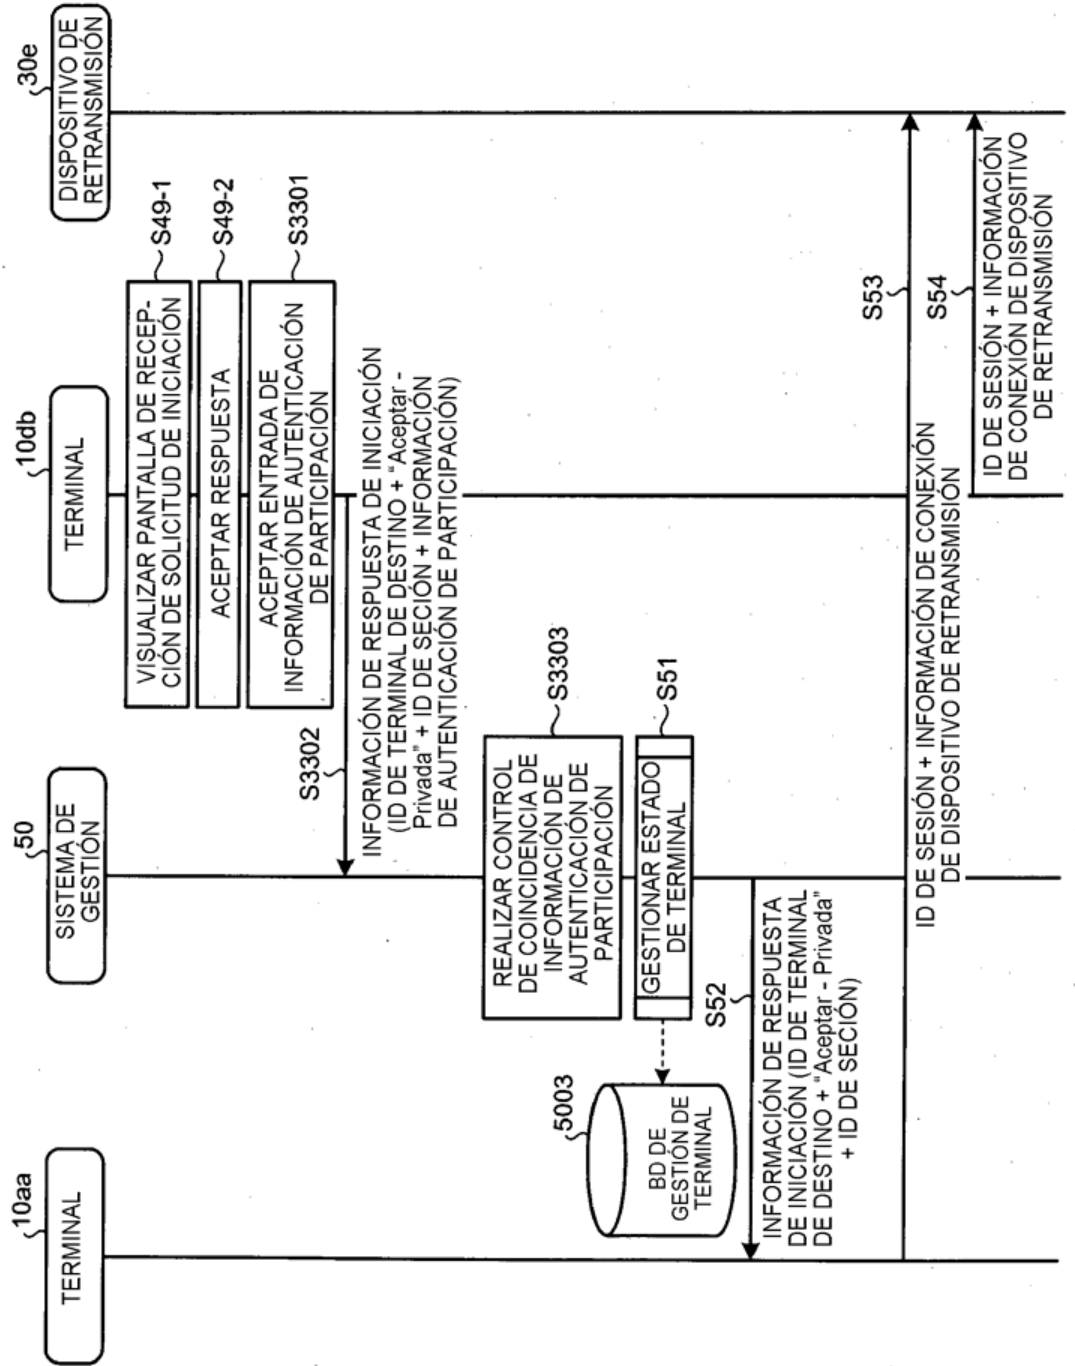 10aa
TERMINAL
50
SISTEMA DE
GESTIÓN
10db
TERMINAL
30e
DISPOSITIVO DE
RETRANSMISIÓN
VISUALIZAR PANTALLA DE RECEP-
CIÓN DE SOLICITUD DE INICIACIÓN
S49-1
ACEPTAR RESPUESTA
S49-2
ACEPTAR ENTRADA DE
INFORMACIÓN DE AUTENTICACIÓN
DE PARTICIPACIÓN
S3301
S3302
INFORMACIÓN DE RESPUESTA DE INICIACIÓN
(ID DE TERMINAL DE DESTINO + “Aceptar -
Privada” + ID DE SECIÓN + INFORMACIÓN
DE AUTENTICACIÓN DE PARTICIPACIÓN)
REALIZAR CONTROL
DE COINCIDENCIA DE
INFORMACIÓN DE
AUTENTICACIÓN DE
PARTICIPACIÓN
S3303
5003
BD DE
GESTIÓN DE
TERMINAL
GESTIONAR ESTADO
DE TERMINAL
S51
S52
INFORMACIÓN DE RESPUESTA
DE INICIACIÓN (ID DE TERMINAL
DE DESTINO + “Aceptar - Privada”
+ ID DE SECIÓN)
S53
ID DE SESIÓN + INFORMACIÓN DE CONEXIÓN
DE DISPOSITIVO DE RETRANSMISIÓN
S54
ID DE SESIÓN + INFORMACIÓN
DE CONEXIÓN DE DISPOSITIVO
DE RETRANSMISIÓN